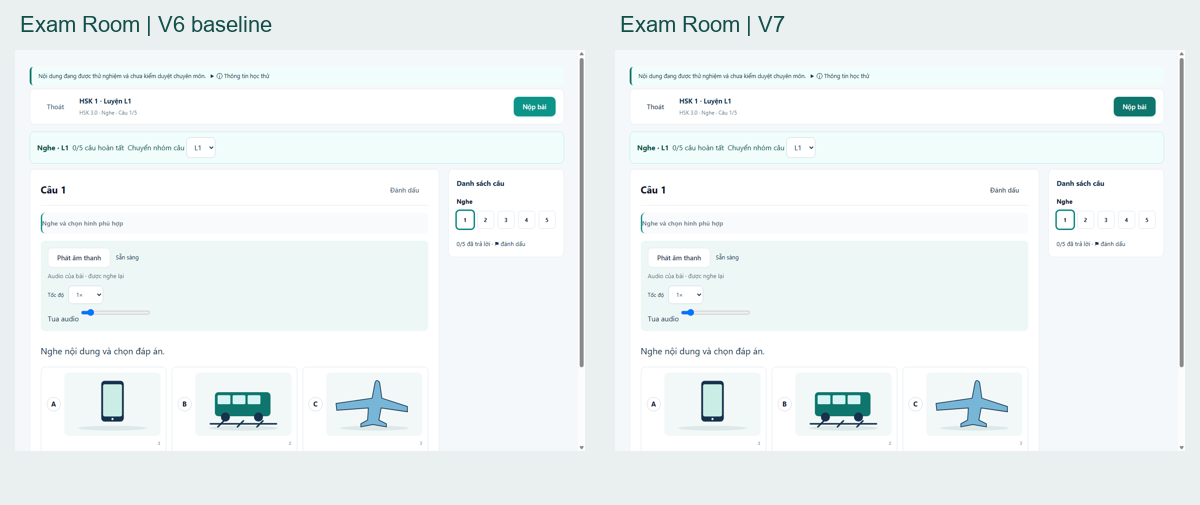 Exam Room | V6 baseline
Nội dung đang được thử nghiệm và chưa kiểm duyệt chuyên môn. ▶ ⓘ Thông tin học thử
Thoát
HSK 1 · Luyện L1
HSK 3.0 · Nghe · Câu 1/5
Nộp bài
Nghe · L1 0/5 câu hoàn tất Chuyển nhóm câu L1
Câu 1
Đánh dấu
Nghe và chọn hình phù hợp
Phát âm thanh Sẵn sàng
Audio của bài · được nghe lại
Tốc độ 1×
Tua audio
Nghe nội dung và chọn đáp án.
A
B
C
1
2
3
Danh sách câu
Nghe
1 2 3 4 5
0/5 đã trả lời · ⚑ đánh dấu
Exam Room | V7
Nội dung đang được thử nghiệm và chưa kiểm duyệt chuyên môn. ▶ ⓘ Thông tin học thử
Thoát
HSK 1 · Luyện L1
HSK 3.0 · Nghe · Câu 1/5
Nộp bài
Nghe · L1 0/5 câu hoàn tất Chuyển nhóm câu L1
Câu 1
Đánh dấu
Nghe và chọn hình phù hợp
Phát âm thanh Sẵn sàng
Audio của bài · được nghe lại
Tốc độ 1×
Tua audio
Nghe nội dung và chọn đáp án.
A
B
C
1
2
3
Danh sách câu
Nghe
1 2 3 4 5
0/5 đã trả lời · ⚑ đánh dấu